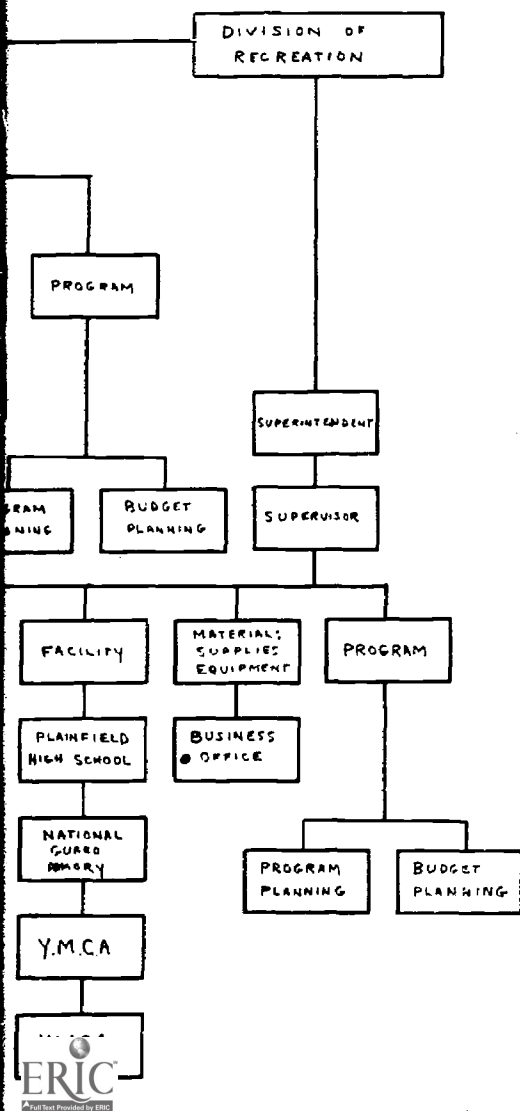 DIVISION OF
RECREATION
PROGRAM
SUPERINTENDENT
BUDGET
PLANNING
SUPERVISOR
FACILITY
MATERIALS
SUPPLIES
EQUIPMENT
PROGRAM
PLAINFIELD
HIGH SCHOOL
BUSINESS
OFFICE
NATIONAL
GUARD
PROGRAM
PLANNING
BUDGET
PLANNING
Y.M.C.A
ERIC
Full Text Provided by ERIC